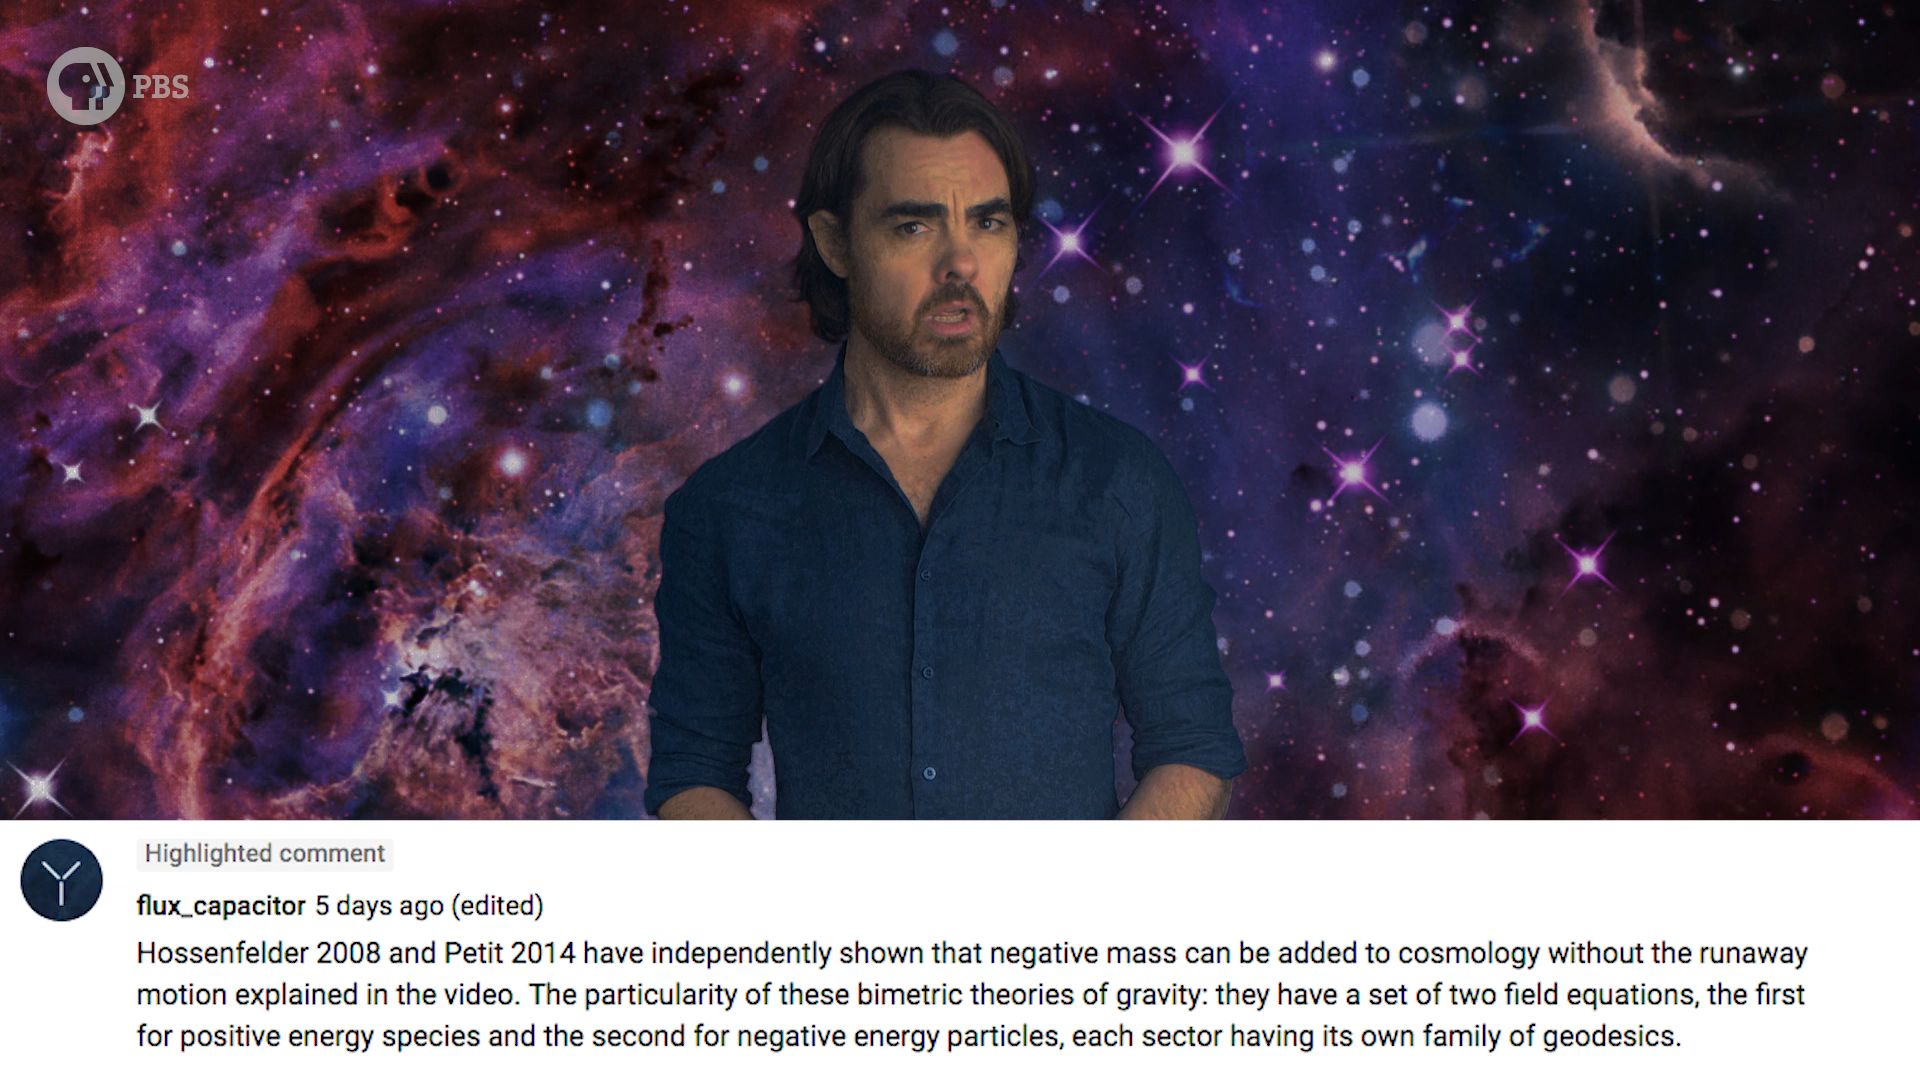 PBS
Highlighted comment
flux_capacitor 5 days ago (edited)
Hossenfelder 2008 and Petit 2014 have independently shown that negative mass can be added to cosmology without the runaway
motion explained in the video. The particularity of these bimetric theories of gravity: they have a set of two field equations, the first
for positive energy species and the second for negative energy particles, each sector having its own family of geodesics.